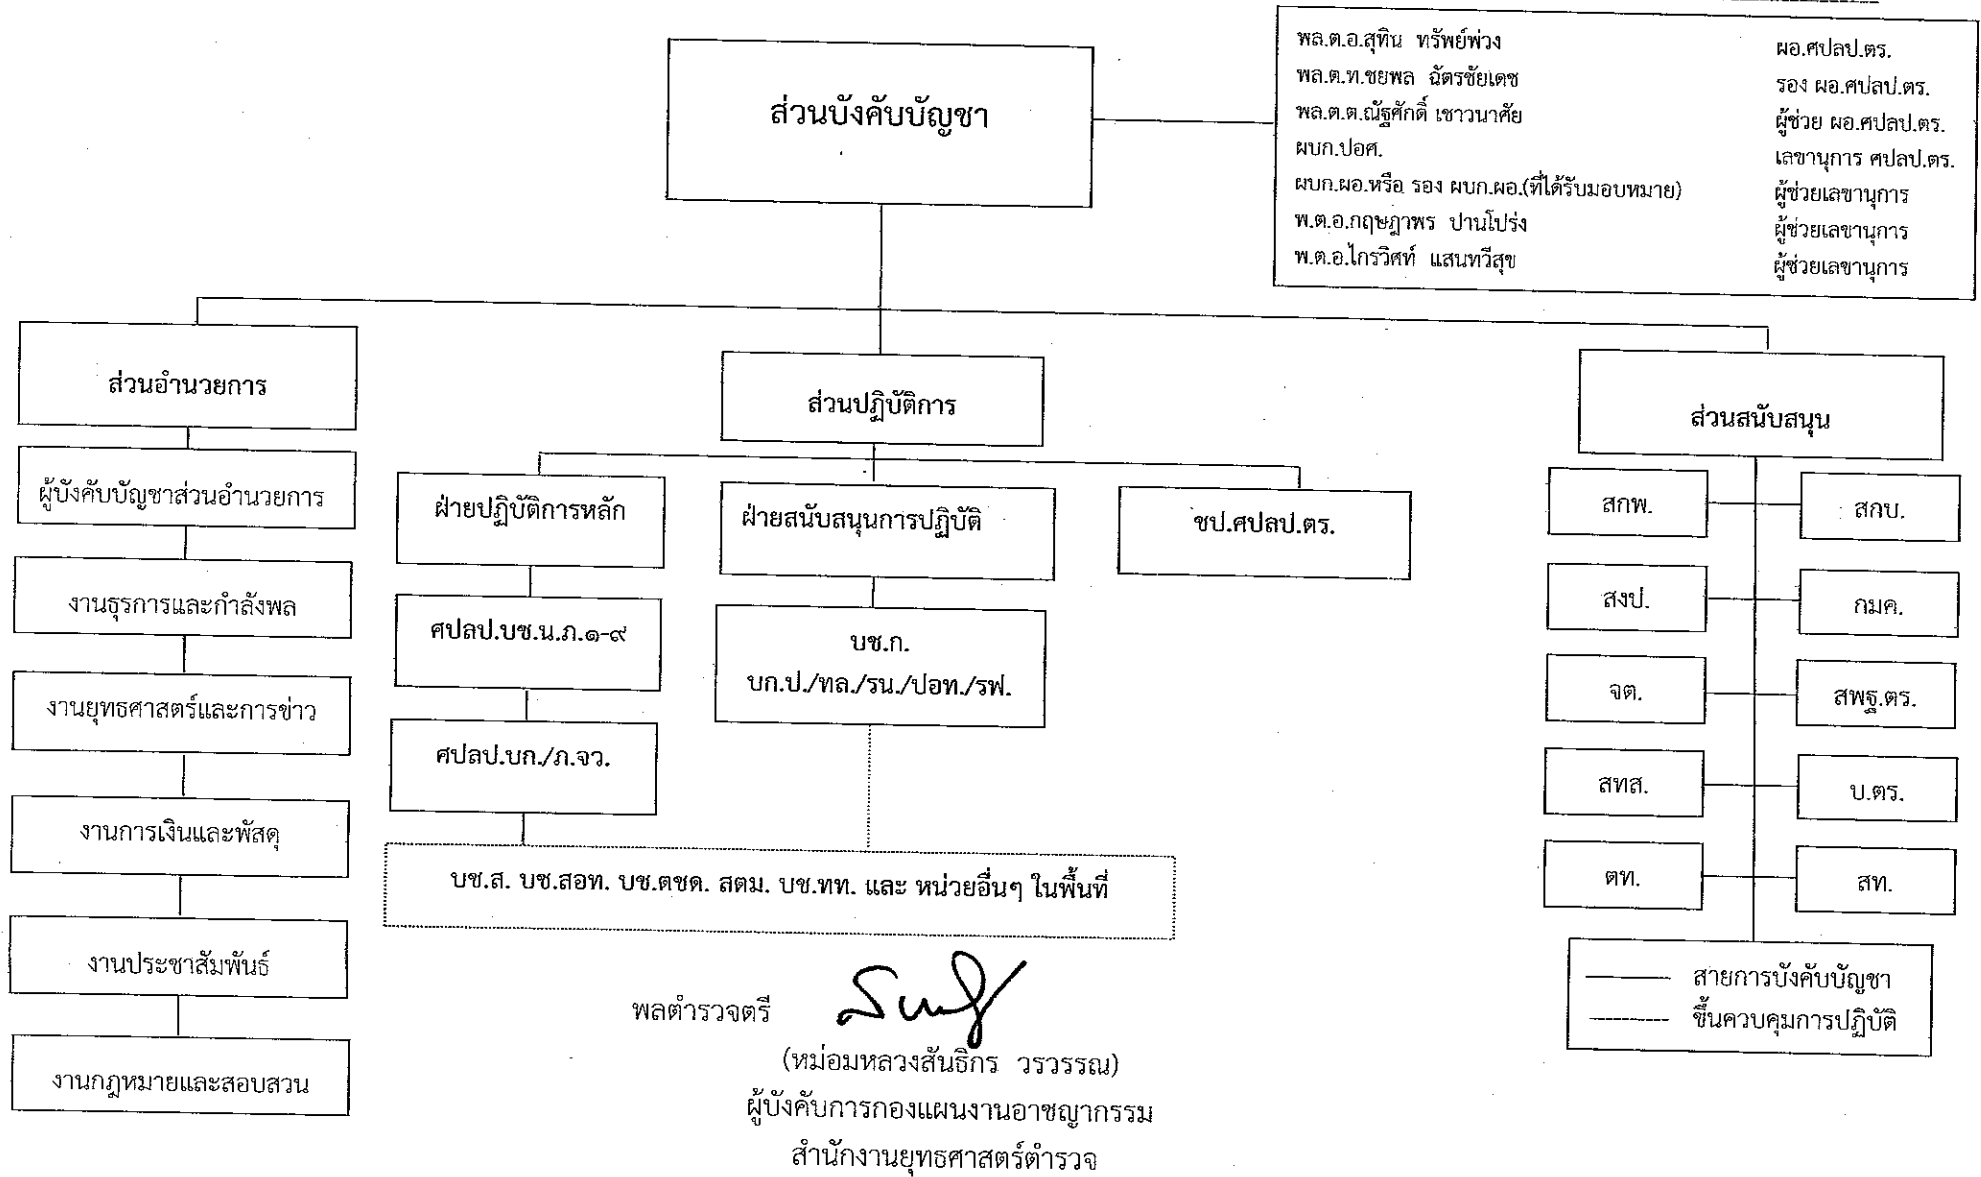 ส่วนบังคับบัญชา
พล.ต.อ.สุทิน ทรัพย์พ่วง ผอ.ศปลป.ตร.
พล.ต.ท.ชยพล ฉัตรชัยเดช รอง ผอ.ศปลป.ตร.
พล.ต.ต.ณัฐศักดิ์ เชาวนาศัย ผู้ช่วย ผอ.ศปลป.ตร.
ผบก.ปอศ. เลขานุการ ศปลป.ตร.
ผบก.ผอ.หรือ รอง ผบก.ผอ.(ที่ได้รับมอบหมาย) ผู้ช่วยเลขานุการ
พ.ต.อ.กฤษฎาพร ปานโปร่ง ผู้ช่วยเลขานุการ
พ.ต.อ.ไกรวิศท์ แสนทวีสุข ผู้ช่วยเลขานุการ
ส่วนอำนวยการ
ผู้บังคับบัญชาส่วนอำนวยการ
งานธุรการและกำลังพล
งานยุทธศาสตร์และการข่าว
งานการเงินและพัสดุ
งานประชาสัมพันธ์
งานกฎหมายและสอบสวน
ส่วนปฏิบัติการ
ฝ่ายปฏิบัติการหลัก
ศปลป.บช.น.ภ.๑-๙
ศปลป.บก./ภ.จว.
ฝ่ายสนับสนุนการปฏิบัติ
บช.ก.
บก.ป./ทล./รน./ปอท./รฟ.
ชป.ศปลป.ตร.
บช.ส. บช.สอท. บช.ตชด. สตม. บช.ทท. และ หน่วยอื่นๆ ในพื้นที่
ส่วนสนับสนุน
สกพ. สกบ.
สงป. กมค.
จต. สพฐ.ตร.
สทส. บ.ตร.
ตท. สท.
สายการบังคับบัญชา
ขึ้นควบคุมการปฏิบัติ
พลตำรวจตรี
(หม่อมหลวงสันธิกร วรวรรณ)
ผู้บังคับการกองแผนงานอาชญากรรม
สำนักงานยุทธศาสตร์ตำรวจ